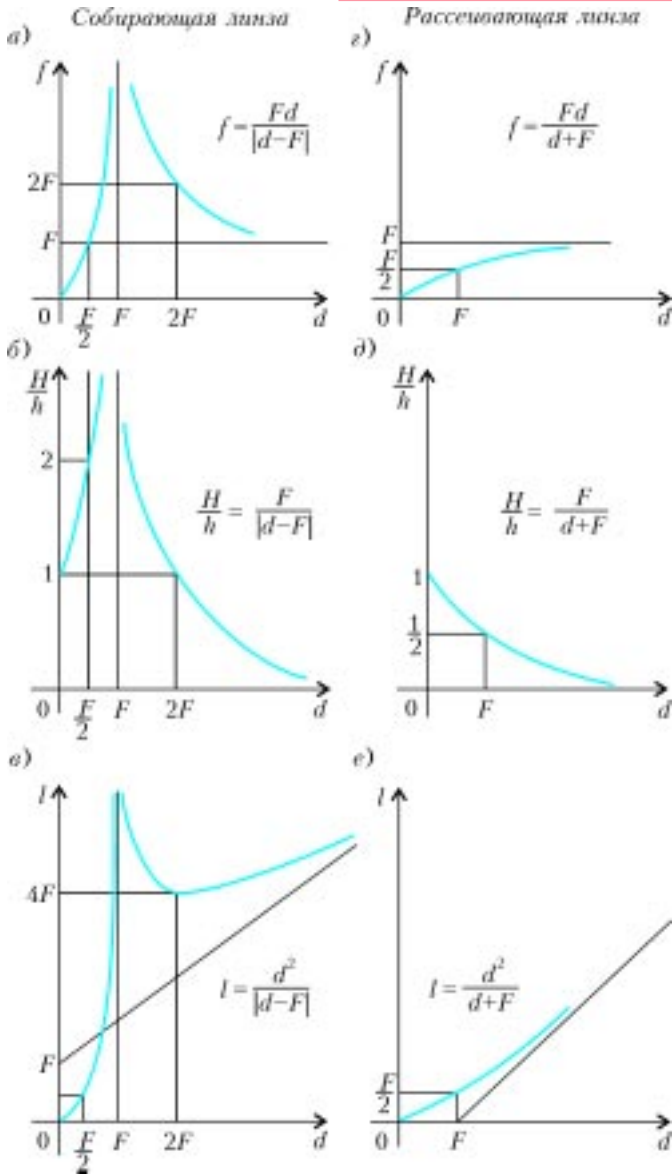 Собирающая линза
Рассеивающая линза
а)
f
f = Fd / |d−F|
2F
F
0 F/2 F 2F d
г)
f
f = Fd / d+F
F
F/2
0 F d
б)
H/h
2
H/h = F / |d−F|
1
0 F/2 F 2F d
д)
H/h
H/h = F / d+F
1
1/2
0 F d
в)
l
4F
l = d² / |d−F|
F
0 F/2 F 2F d
е)
l
l = d² / d+F
F/2
0 F d